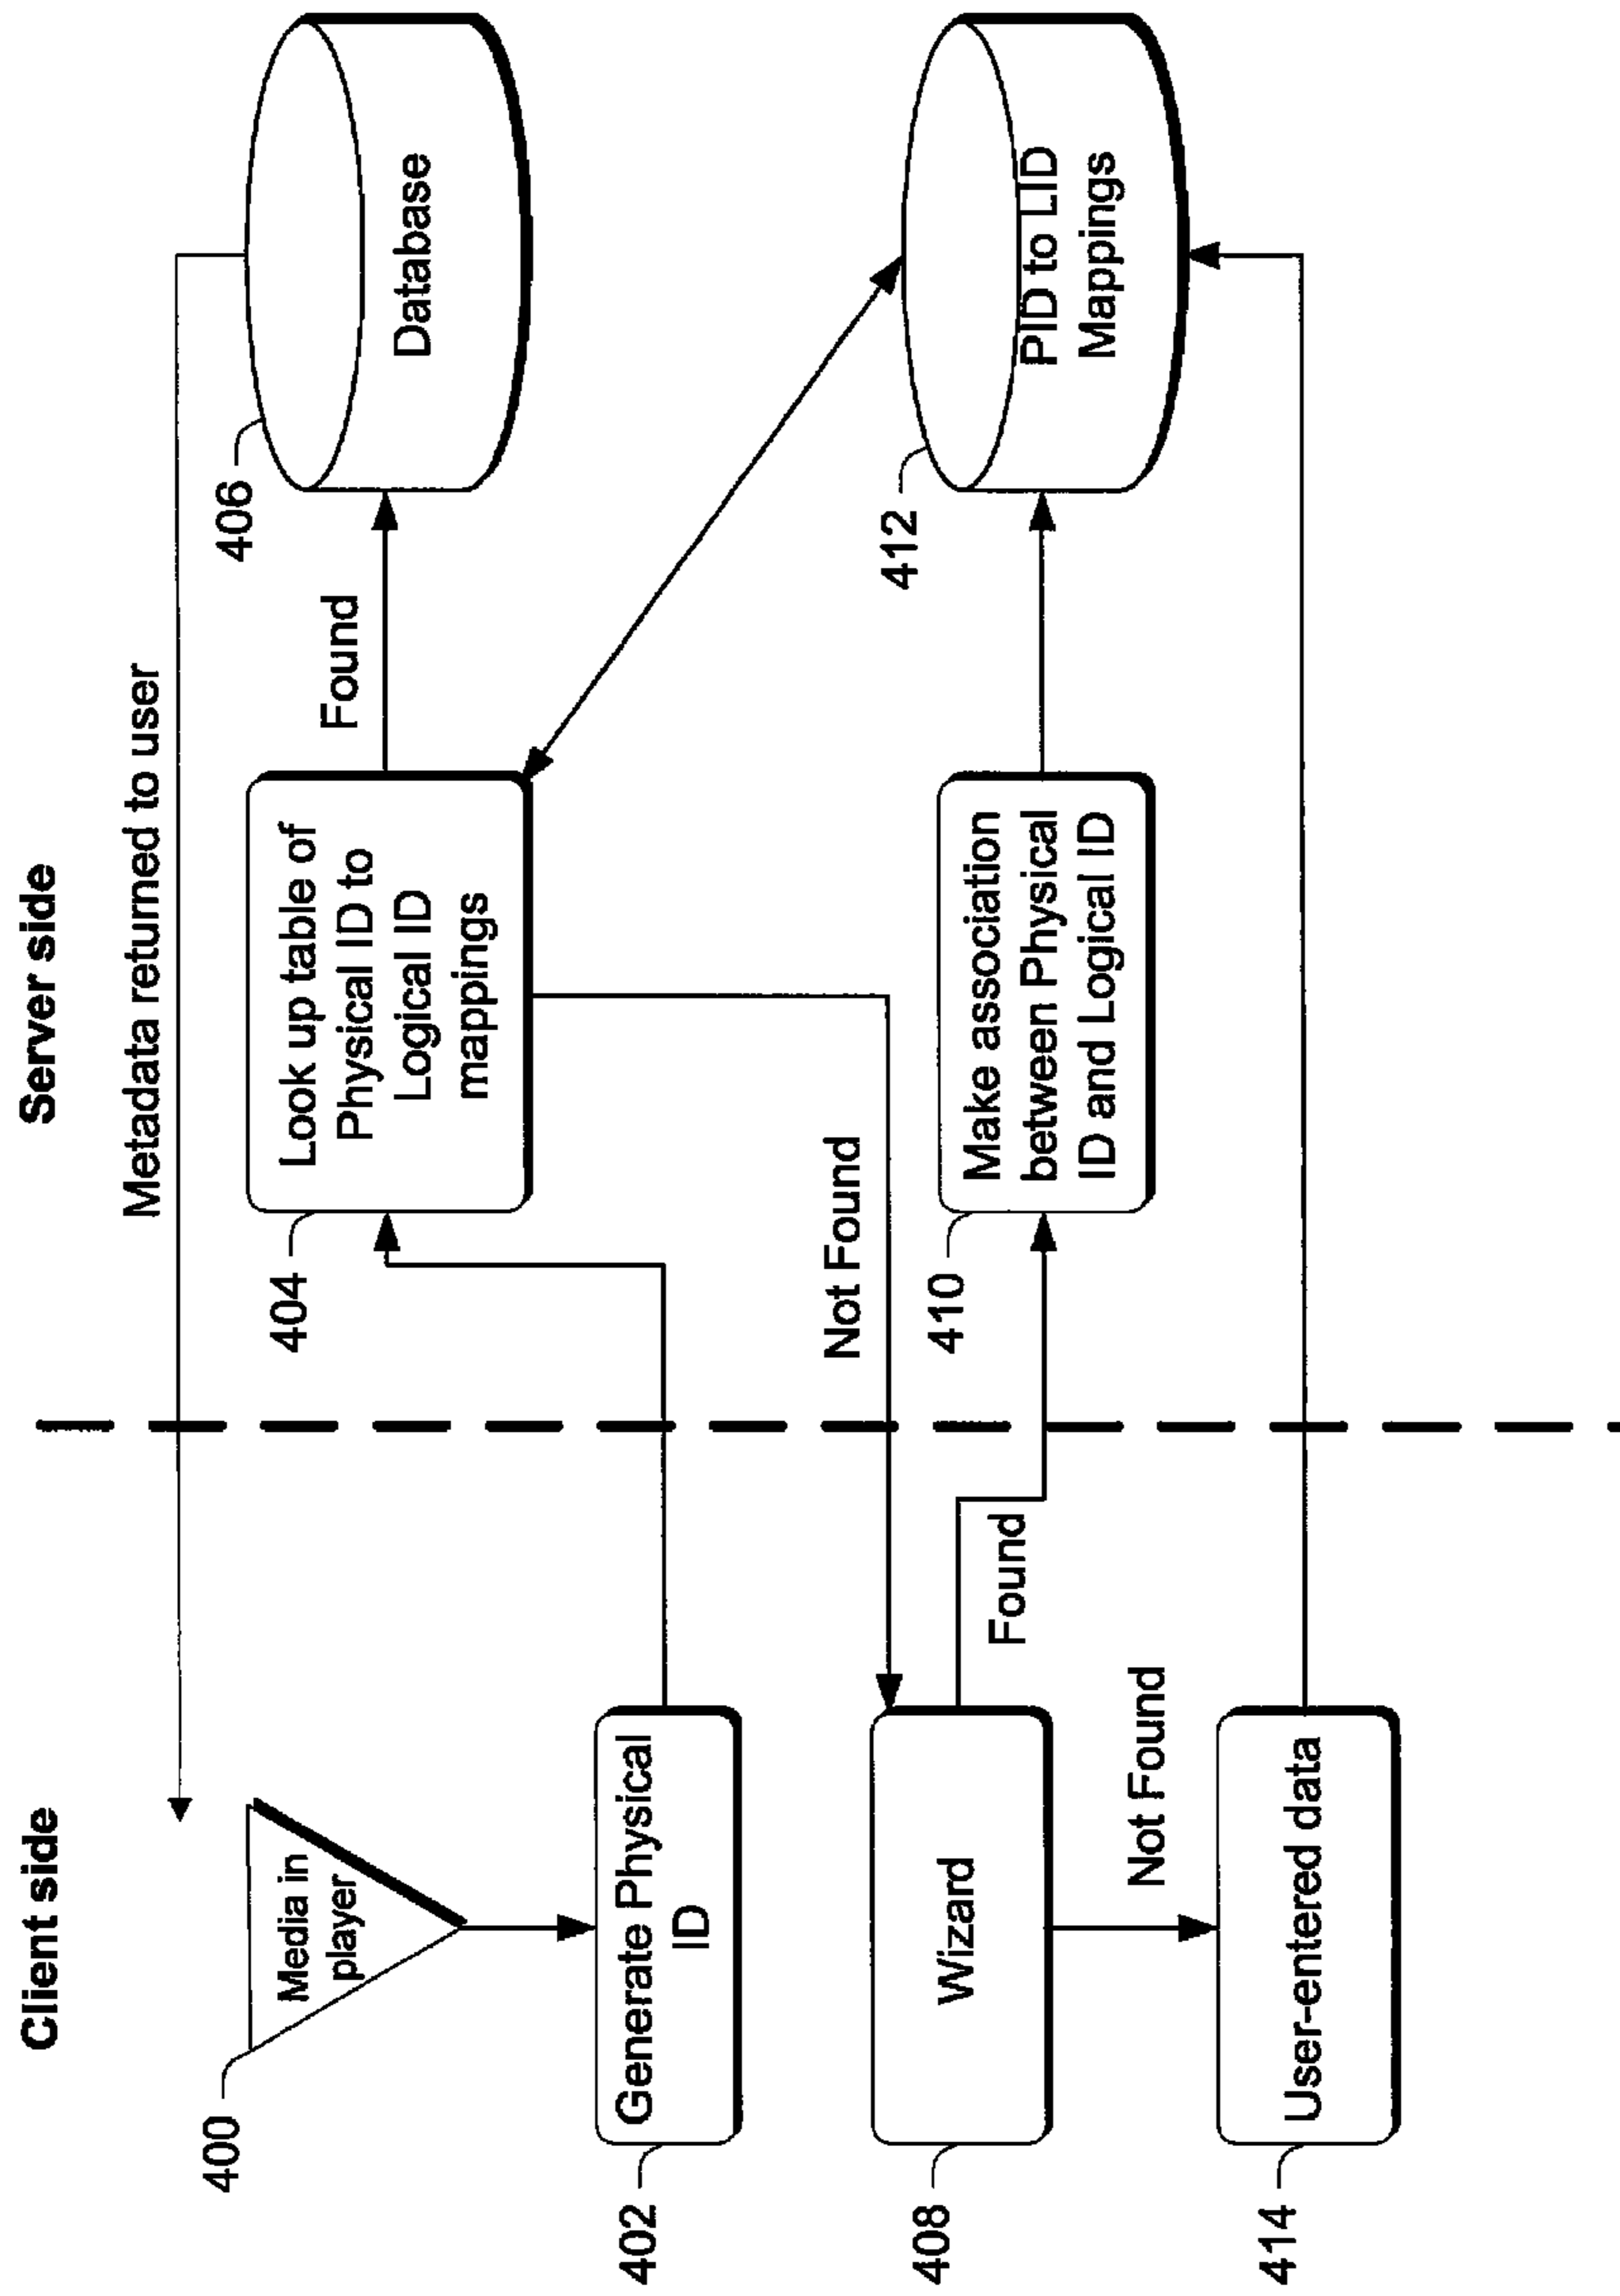 Client side
Server side
Metadata returned to user
400
Media in
player
404
Look up table of
Physical ID to
Logical ID
mappings
Found
406
Database
402
Generate Physical
ID
Not Found
408
Wizard
Found
410
Make association
between Physical
ID and Logical ID
412
PID to LID
Mappings
Not Found
414
User-entered data